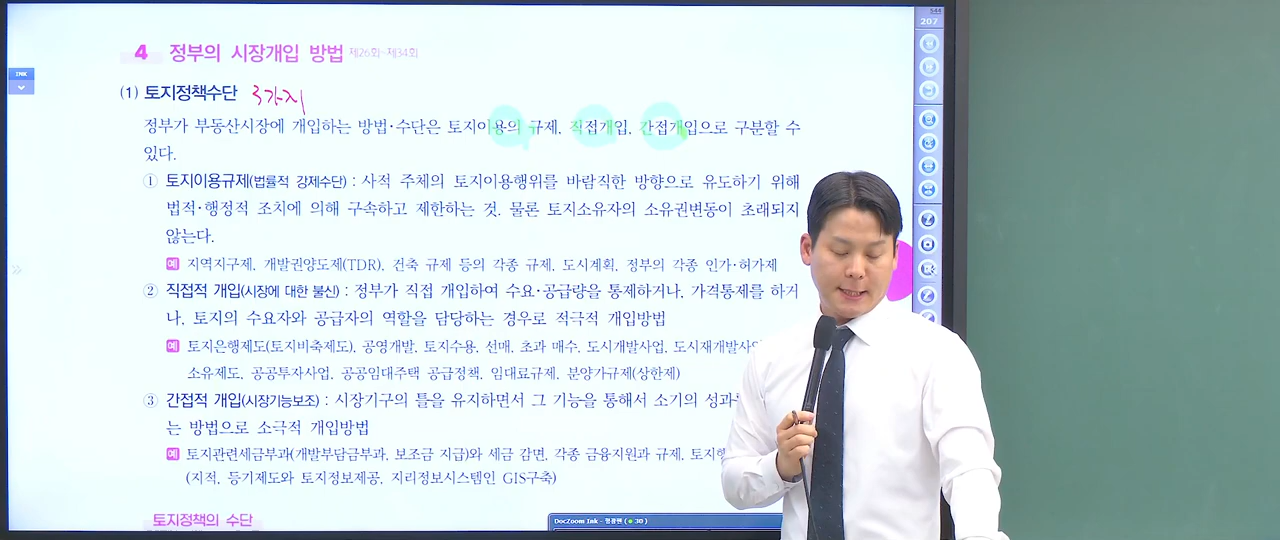 544
207
4 정부의 시장개입 방법 제26회~제34회
INK
(1) 토지정책수단 3가지
정부가 부동산시장에 개입하는 방법·수단은 토지이용의 규제, 직접개입, 간접개입으로 구분할 수
있다.
① 토지이용규제(법률적 강제수단) : 사적 주체의 토지이용행위를 바람직한 방향으로 유도하기 위해
법적·행정적 조치에 의해 구속하고 제한하는 것. 물론 토지소유자의 소유권변동이 초래되지
않는다.
예 지역지구제, 개발권양도제(TDR), 건축 규제 등의 각종 규제, 도시계획, 정부의 각종 인가·허가제
② 직접적 개입(시장에 대한 불신) : 정부가 직접 개입하여 수요·공급량을 통제하거나, 가격통제를 하거
나, 토지의 수요자와 공급자의 역할을 담당하는 경우로 적극적 개입방법
예 토지은행제도(토지비축제도), 공영개발, 토지수용, 선매, 초과 매수, 도시개발사업, 도시재개발사업
소유제도, 공공투자사업, 공공임대주택 공급정책, 임대료규제, 분양가규제(상한제)
③ 간접적 개입(시장기능보조) : 시장기구의 틀을 유지하면서 그 기능을 통해서 소기의 성과
는 방법으로 소극적 개입방법
예 토지관련세금부과(개발부담금부과, 보조금 지급)와 세금 감면, 각종 금융지원과 규제, 토지
(지적, 등기제도와 토지정보제공, 지리정보시스템인 GIS구축)
토지정책의 수단
DocZoom Ink - 형광펜 ( 30 )